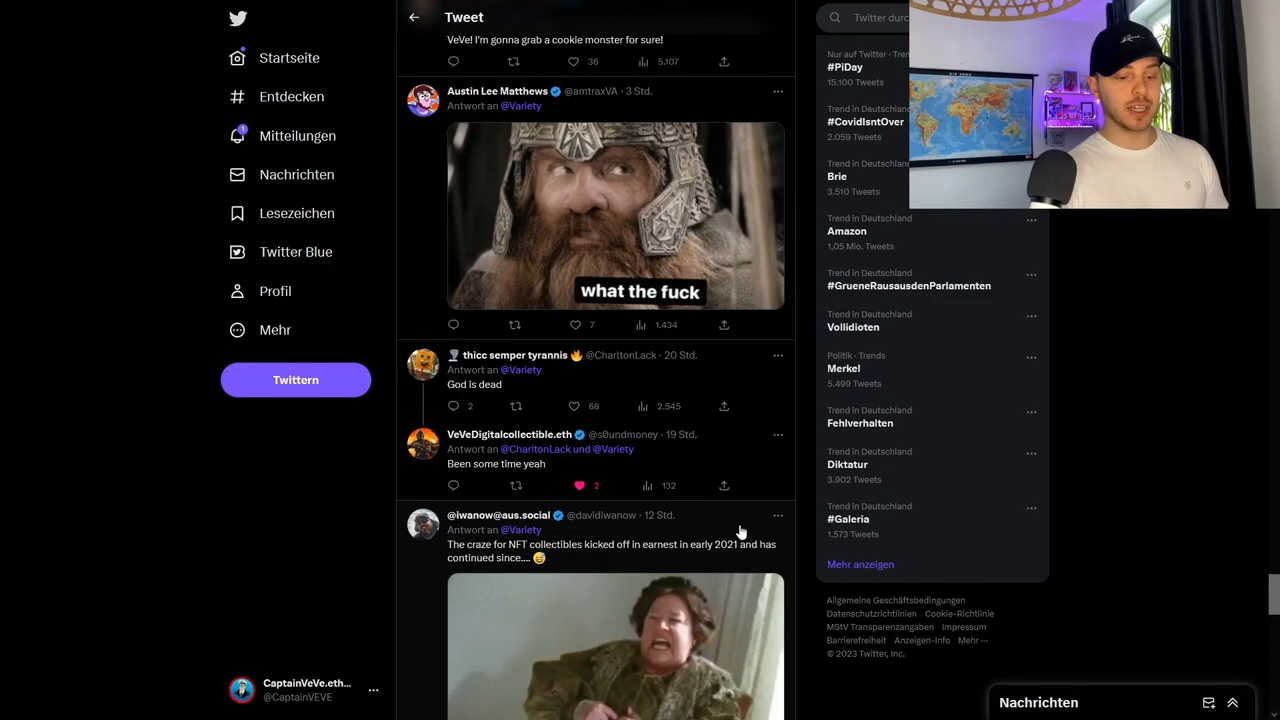 Tweet
VeVe! I'm gonna grab a cookie monster for sure!
36
5.107
Startseite
Entdecken
1
Mitteilungen
Nachrichten
Lesezeichen
Twitter Blue
Profil
Mehr
Twittern
CaptainVeVe.eth...
@CaptainVEVE
Austin Lee Matthews @amtraxVA · 3 Std.
Antwort an @Variety
what the fuck
7
1.434
thicc semper tyrannis @CharltonLack · 20 Std.
Antwort an @Variety
God is dead
2
68
2.545
VeVeDigitalcollectible.eth @s0undmoney · 19 Std.
Antwort an @CharltonLack und @Variety
Been some time yeah
2
132
@iwanow@aus.social @davidiwanow · 12 Std.
Antwort an @Variety
The craze for NFT collectibles kicked off in earnest in early 2021 and has
continued since....
Twitter durc
Nur auf Twitter · Tren
#PiDay
15.100 Tweets
Trend in Deutschland
#CovidIsntOver
2.059 Tweets
Trend in Deutschland
Brie
3.510 Tweets
Trend in Deutschland
Amazon
1,05 Mio. Tweets
Trend in Deutschland
#GrueneRausausdenParlamenten
Trend in Deutschland
Vollidioten
Politik · Trends
Merkel
5.499 Tweets
Trend in Deutschland
Fehlverhalten
Trend in Deutschland
Diktatur
3.902 Tweets
Trend in Deutschland
#Galeria
1.573 Tweets
Mehr anzeigen
Allgemeine Geschäftsbedingungen
Datenschutzrichtlinien Cookie-Richtlinie
MStV Transparenzangaben Impressum
Barrierefreiheit Anzeigen-Info Mehr ···
© 2023 Twitter, Inc.
Nachrichten